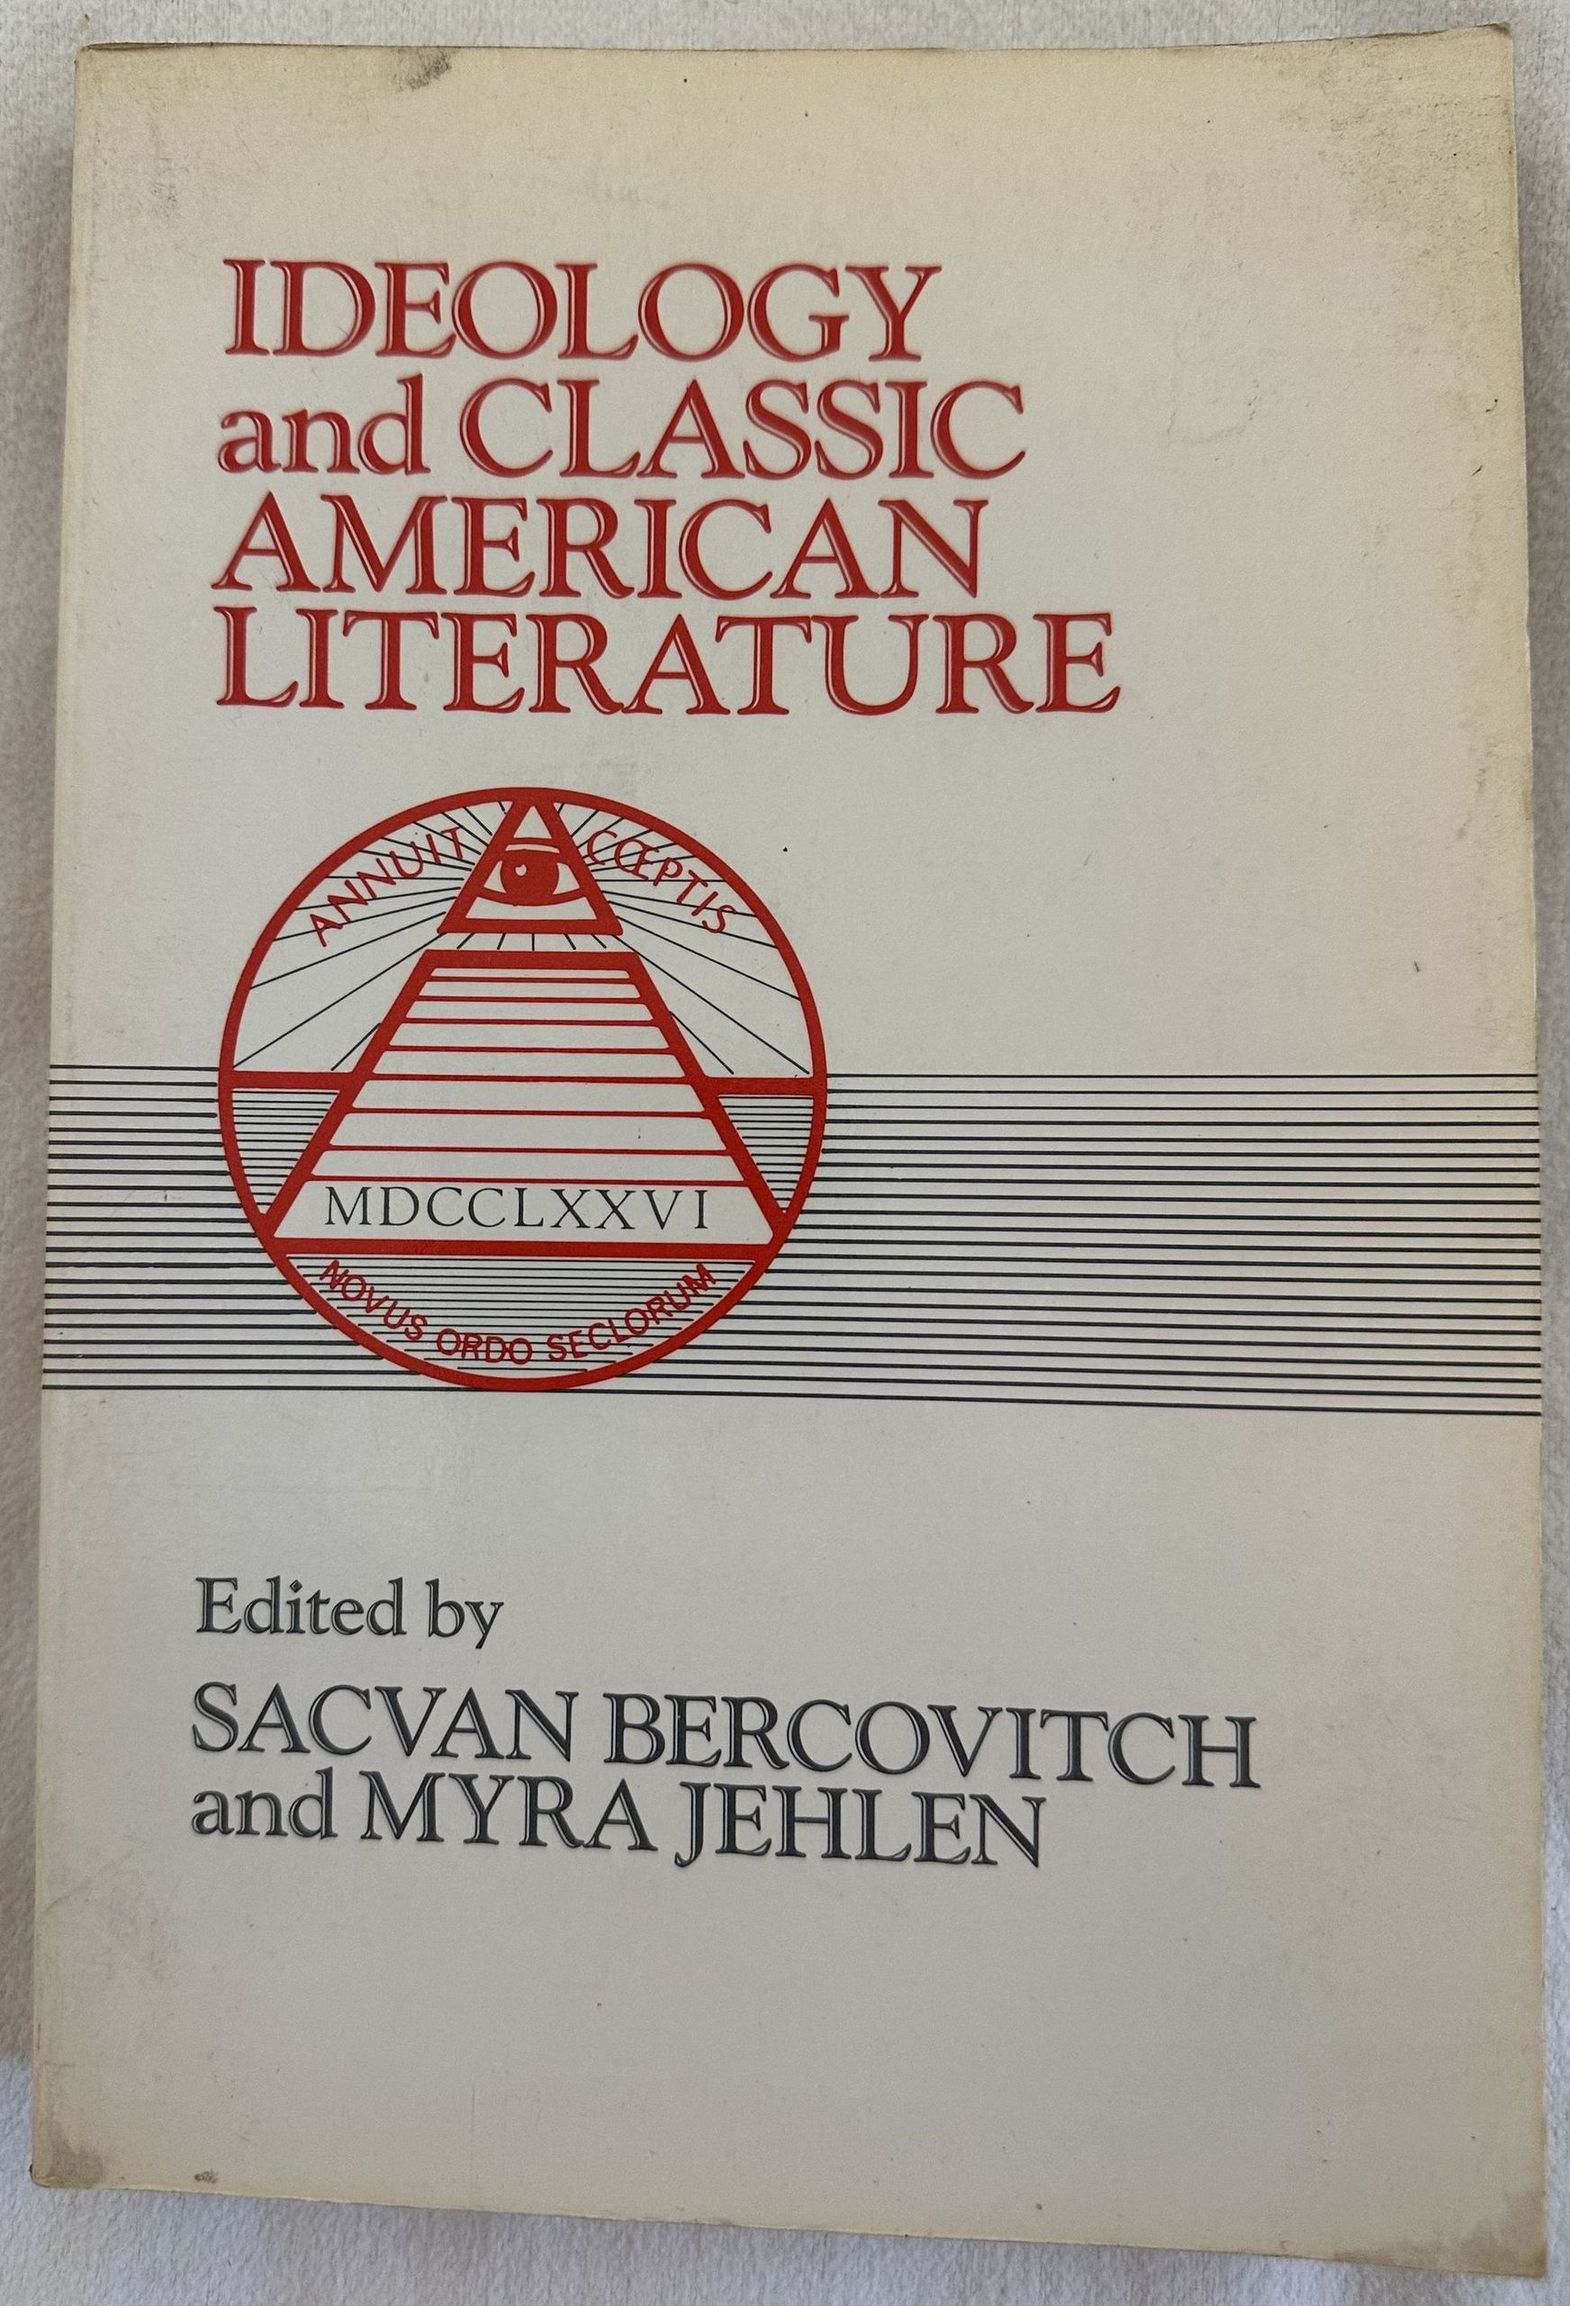 IDEOLOGY
and CLASSIC
AMERICAN
LITERATURE
ANNUIT CŒPTIS
MDCCLXXVI
NOVUS ORDO SECLORUM
Edited by
SACVAN BERCOVITCH
and MYRA JEHLEN